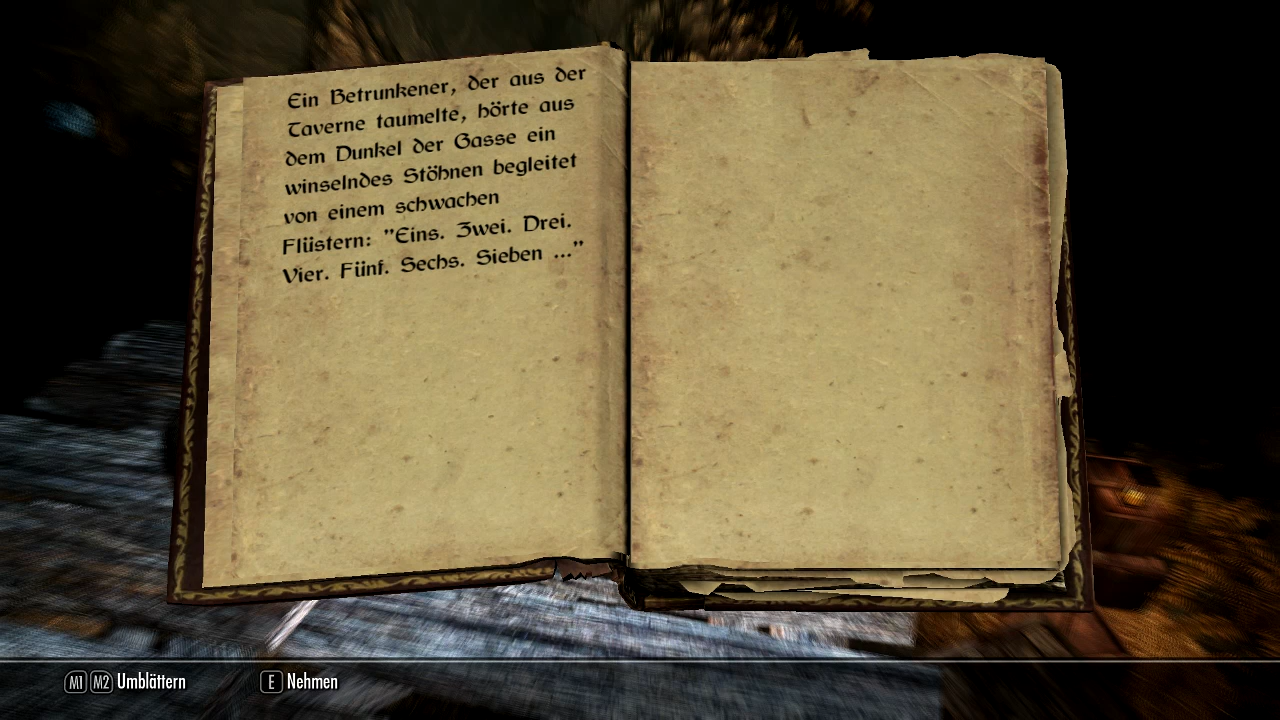 Ein Betrunkener, der aus der
Taverne taumelte, hörte aus
dem Dunkel der Gasse ein
winselndes Stöhnen begleitet
von einem schwachen
Flüstern: "Eins. Zwei. Drei.
Vier. Fünf. Sechs. Sieben ..."
M1 M2 Umblättern E Nehmen